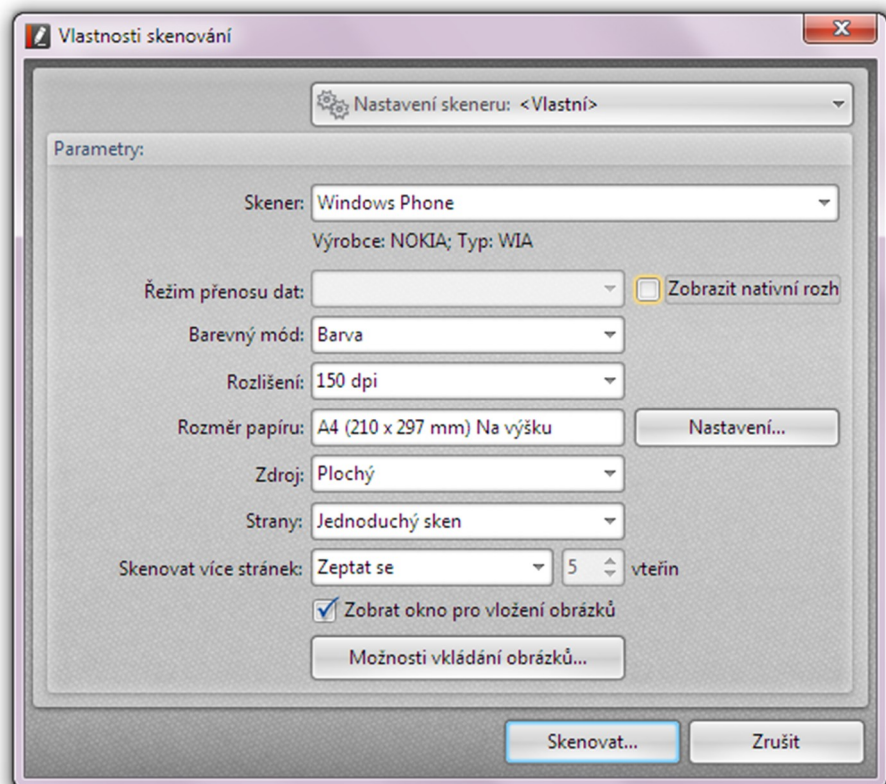 Vlastnosti skenování
Nastavení skeneru: <Vlastní>
Parametry:
Skener: Windows Phone
Výrobce: NOKIA; Typ: WIA
Řežim přenosu dat: Zobrazit nativní rozh
Barevný mód: Barva
Rozlišení: 150 dpi
Rozměr papíru: A4 (210 x 297 mm) Na výšku Nastavení...
Zdroj: Plochý
Strany: Jednoduchý sken
Skenovat více stránek: Zeptat se 5 vteřin
Zobrat okno pro vložení obrázků
Možnosti vkládání obrázků...
Skenovat... Zrušit